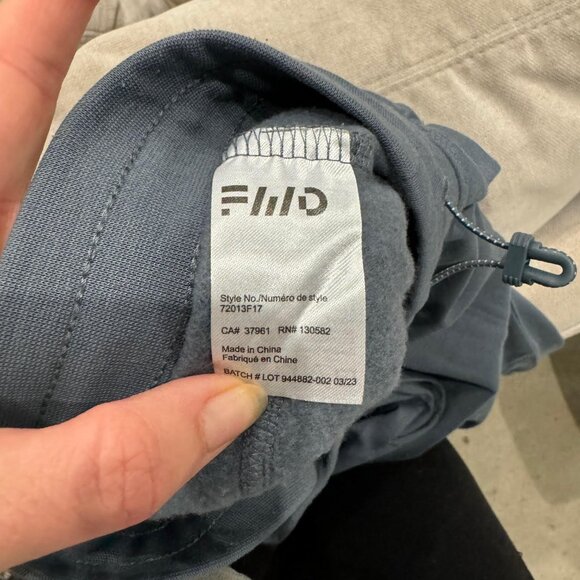 FWD
Style No./Numéro de style
72013F17
CA# 37961 RN# 130582
Made in China
Fabriqué en Chine
BATCH # LOT 944882-002 03/23